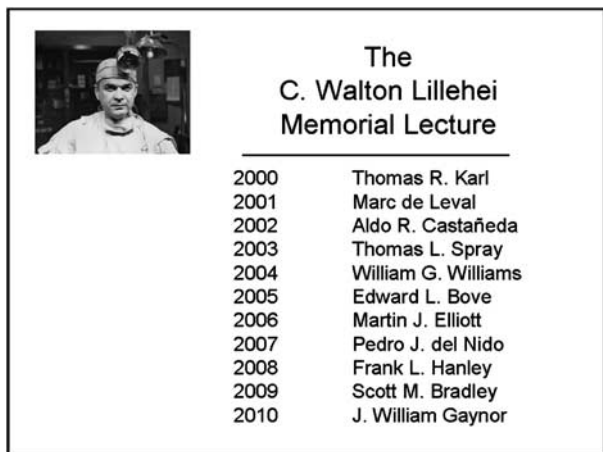 The
C. Walton Lillehei
Memorial Lecture
2000 Thomas R. Karl
2001 Marc de Leval
2002 Aldo R. Castañeda
2003 Thomas L. Spray
2004 William G. Williams
2005 Edward L. Bove
2006 Martin J. Elliott
2007 Pedro J. del Nido
2008 Frank L. Hanley
2009 Scott M. Bradley
2010 J. William Gaynor